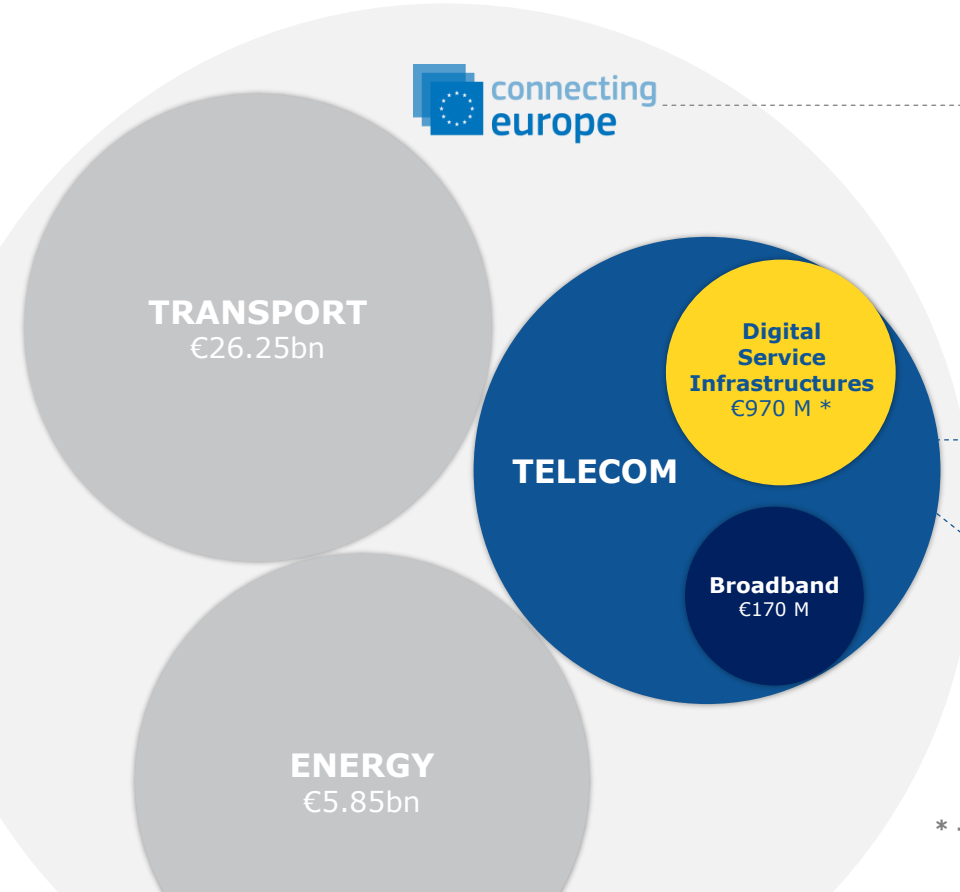 connecting
europe
TRANSPORT
€26.25bn
Digital
Service
Infrastructures
€970 M *
TELECOM
Broadband
€170 M
ENERGY
€5.85bn
*